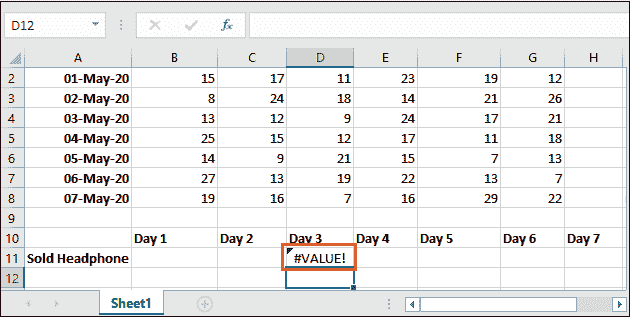 D12 fx
A B C D E F G H
2 01-May-20 15 17 11 23 19 12
3 02-May-20 8 24 18 14 21 26
4 03-May-20 13 12 9 24 17 21
5 04-May-20 25 15 12 17 11 18
6 05-May-20 14 9 21 15 7 13
7 06-May-20 27 13 19 22 13 7
8 07-May-20 19 16 7 16 29 22
9
10 Day 1 Day 2 Day 3 Day 4 Day 5 Day 6 Day 7
11 Sold Headphone #VALUE!
12
Sheet1